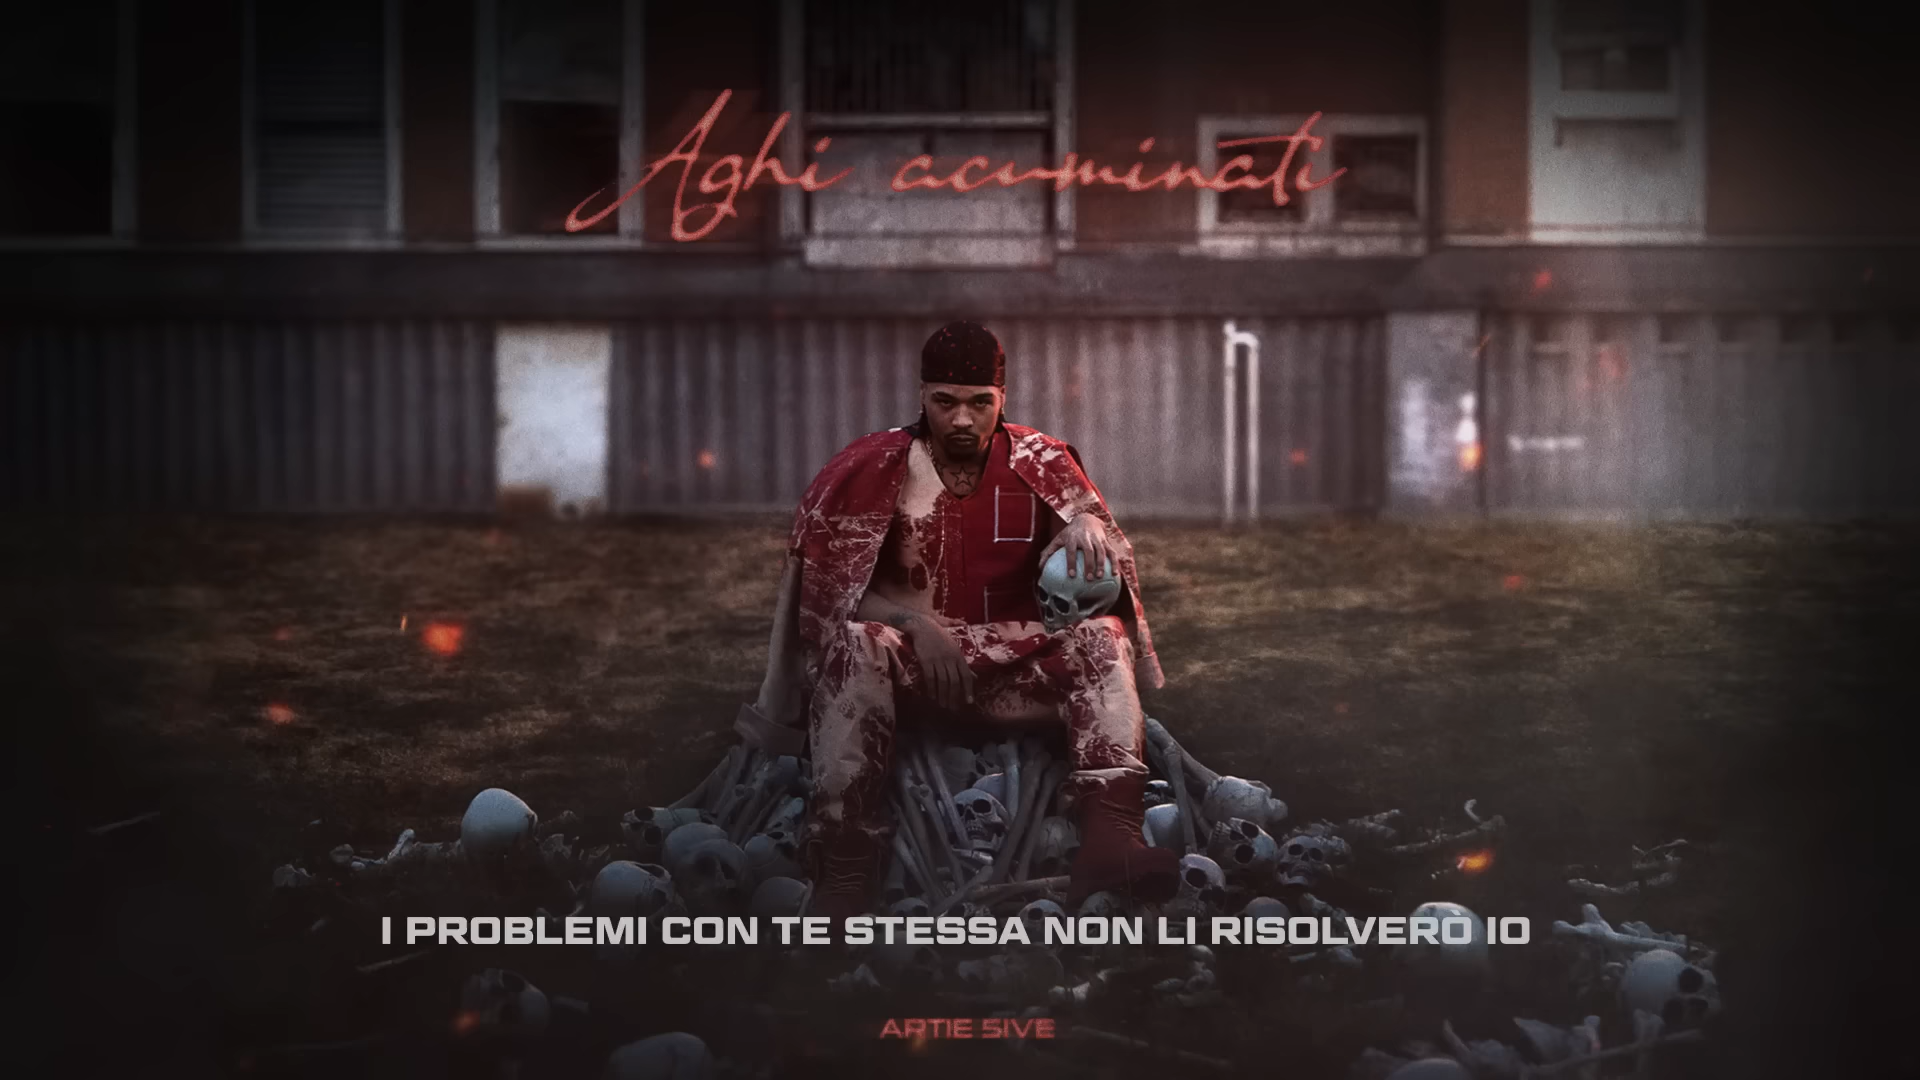 Aghi acuminati
I PROBLEMI CON TE STESSA NON LI RISOLVERÒ IO
ARTIE 5IVE